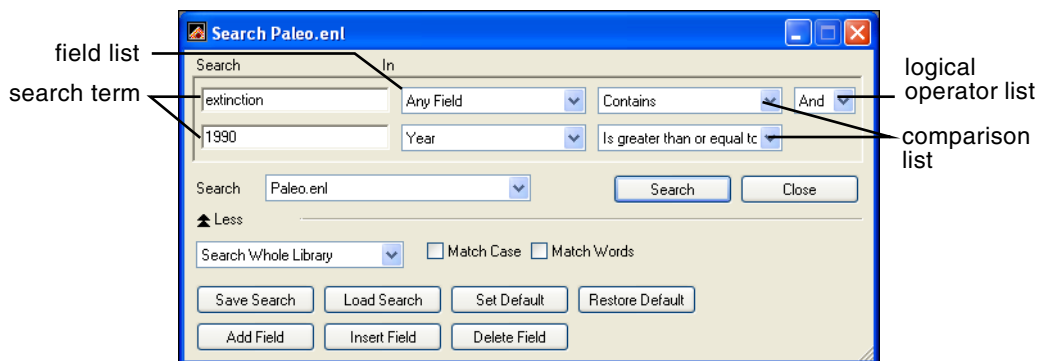 Search Paleo.enl
field list
Search In
search term
extinction Any Field Contains And
logical
operator list
1990 Year Is greater than or equal tc
comparison
list
Search Paleo.enl Search Close
Less
Search Whole Library Match Case Match Words
Save Search Load Search Set Default Restore Default
Add Field Insert Field Delete Field